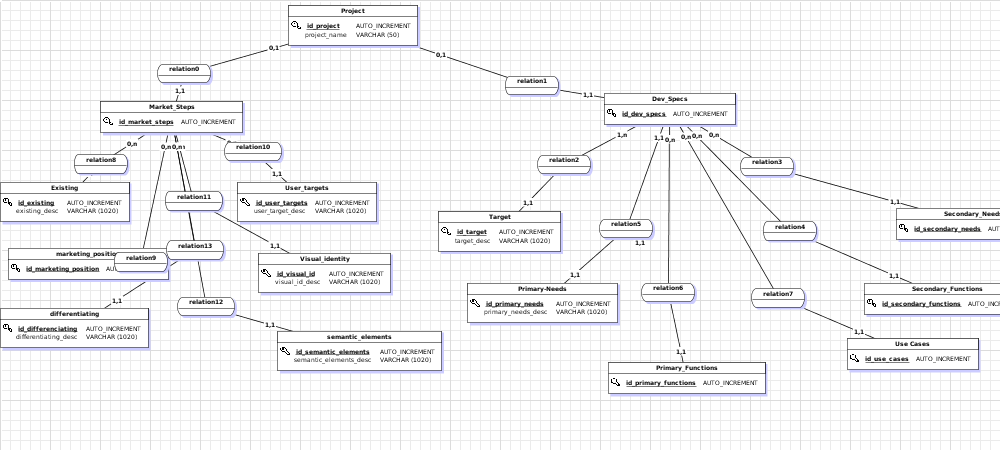 Project
id_project AUTO_INCREMENT
project_name VARCHAR (50)
0,1
0,1
relation0
relation1
1,1
1,1
Market_Steps
id_market_steps AUTO_INCREMENT
Dev_Specs
id_dev_specs AUTO_INCREMENT
0,n
0,n
0,n
1,n
1,1
0,n
0,n
0,n
0,n
relation8
relation10
relation2
relation3
1,1
Existing
id_existing AUTO_INCREMENT
existing_desc VARCHAR (1020)
relation11
User_targets
id_user_targets AUTO_INCREMENT
user_target_desc VARCHAR (1020)
1,1
1,1
Target
id_target AUTO_INCREMENT
target_desc VARCHAR (1020)
Secondary_Needs
id_secondary_needs AUTO_INCREMENT
relation5
relation4
1,1
marketing_position
id_marketing_position
relation9
relation13
1,1
Visual_identity
id_visual_id AUTO_INCREMENT
visual_id_desc VARCHAR (1020)
1,1
1,1
Primary-Needs
id_primary_needs AUTO_INCREMENT
primary_needs_desc VARCHAR (1020)
relation6
relation7
Secondary_Functions
id_secondary_functions AUTO_INCREMENT
1,1
relation12
differentiating
id_differenciating AUTO_INCREMENT
differentiating_desc VARCHAR (1020)
1,1
semantic_elements
id_semantic_elements AUTO_INCREMENT
semantic_elements_desc VARCHAR (1020)
1,1
Use Cases
id_use_cases AUTO_INCREMENT
1,1
Primary_Functions
id_primary_functions AUTO_INCREMENT